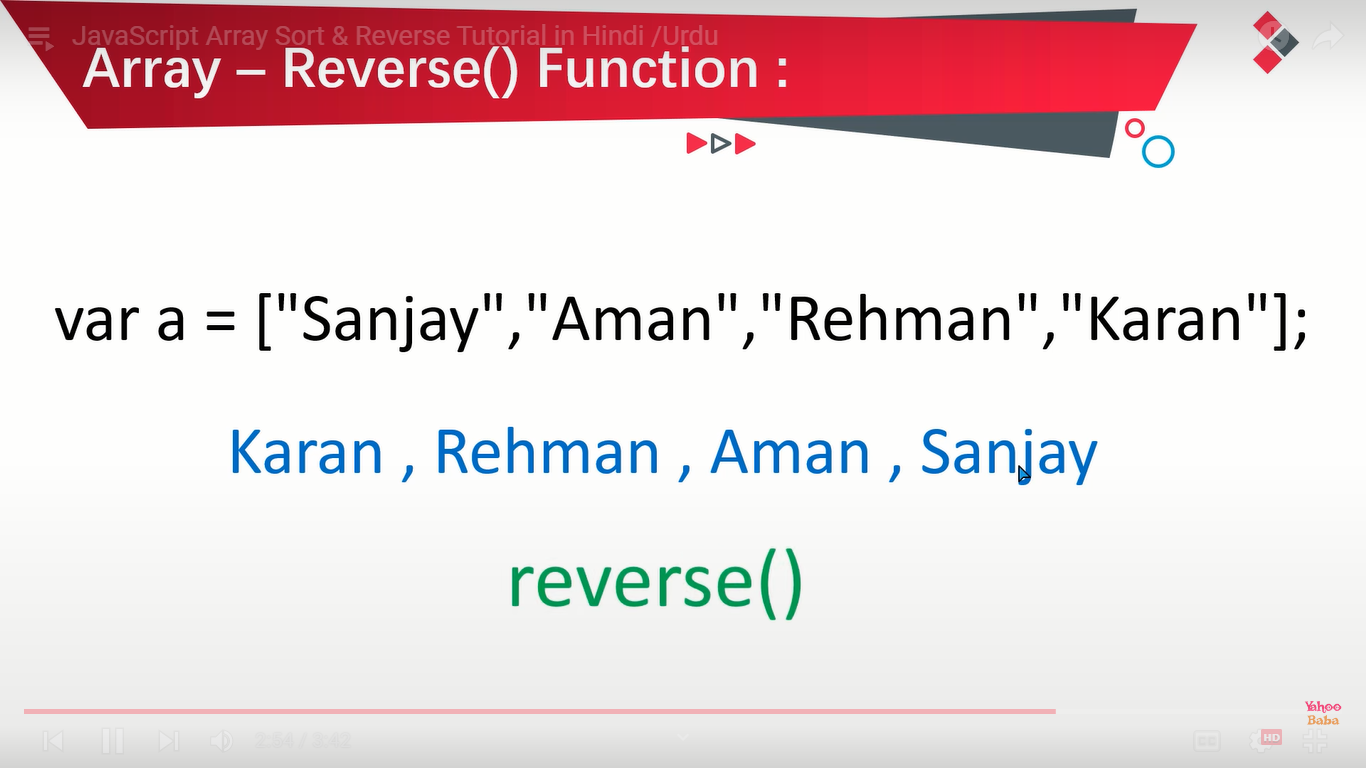 JavaScript Array Sort & Reverse Tutorial in Hindi /Urdu
Array – Reverse() Function :
var a = ["Sanjay","Aman","Rehman","Karan"];
Karan , Rehman , Aman , Sanjay
reverse()
Yahoo
Baba
2:54 / 3:42
HD